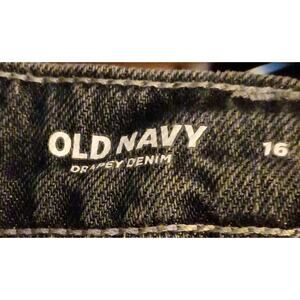 OLD NAVY
DRAPEY DENIM
16